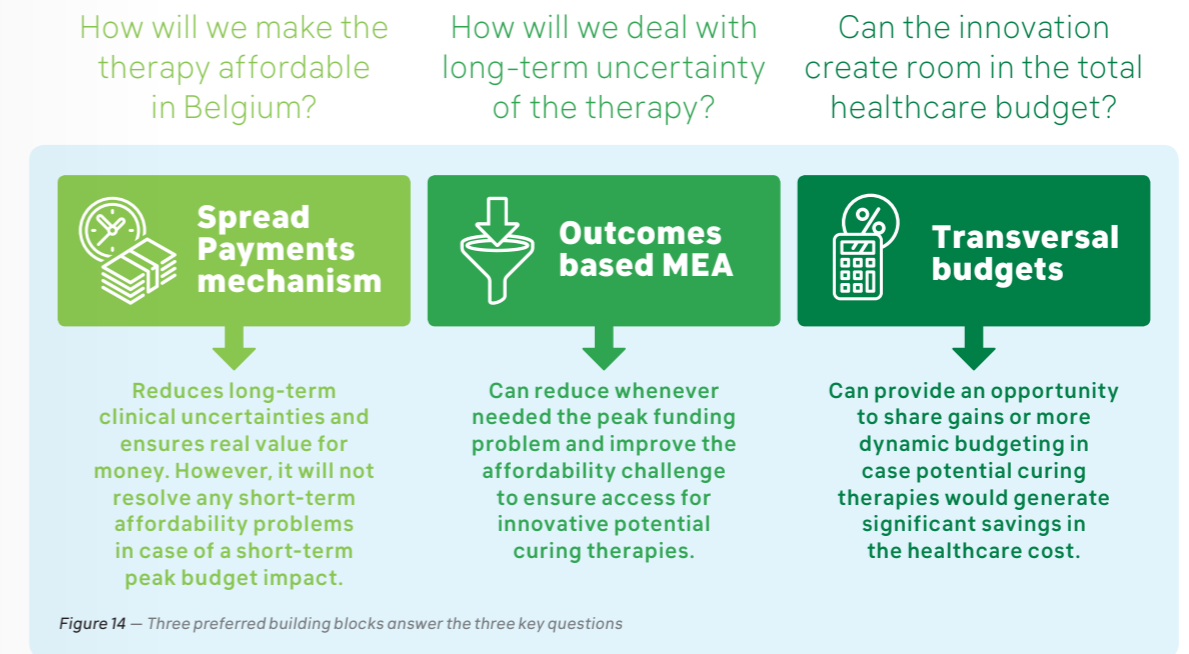 How will we make the
therapy affordable
in Belgium?
How will we deal with
long-term uncertainty
of the therapy?
Can the innovation
create room in the total
healthcare budget?
Spread
Payments
mechanism
Outcomes
based MEA
%
Transversal
budgets
Reduces long-term
clinical uncertainties and
ensures real value for
money. However, it will not
resolve any short-term
affordability problems
in case of a short-term
peak budget impact.
Can reduce whenever
needed the peak funding
problem and improve the
affordability challenge
to ensure access for
innovative potential
curing therapies.
Can provide an opportunity
to share gains or more
dynamic budgeting in
case potential curing
therapies would generate
significant savings in
the healthcare cost.
Figure 14 — Three preferred building blocks answer the three key questions